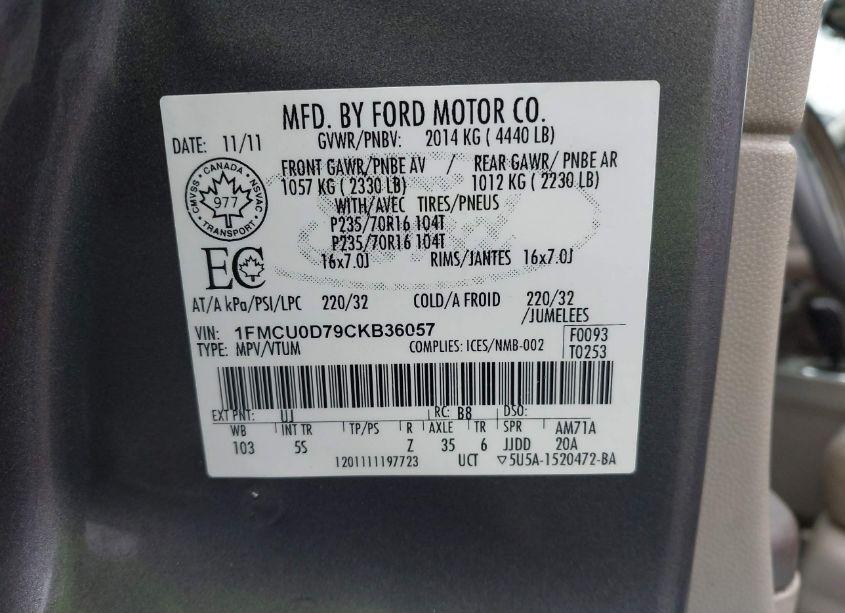 MFD. BY FORD MOTOR CO.
DATE: 11/11 GVWR/PNBV: 2014 KG ( 4440 LB)
FRONT GAWR/PNBE AV / REAR GAWR/ PNBE AR
1057 KG ( 2330 LB) 1012 KG ( 2230 LB)
WITH/AVEC TIRES/PNEUS
P235/70R16 104T
P235/70R16 104T
16x7.0J RIMS/JANTES 16x7.0J
CANADA
CMVSS NSVAC
977
TRANSPORT
EC
AT/A kPa/PSI/LPC 220/32 COLD/A FROID 220/32
/JUMELEES
VIN: 1FMCU0D79CKB36057 F0093
TYPE: MPV/VTUM COMPLIES: ICES/NMB-002 T0253
EXT PNT: UJ RC: B8 DSO:
WB INT TR TP/PS R AXLE TR SPR AM71A
103 5S Z 35 6 JJDD 20A
1201111197723 UCT ▽5U5A-1520472-BA